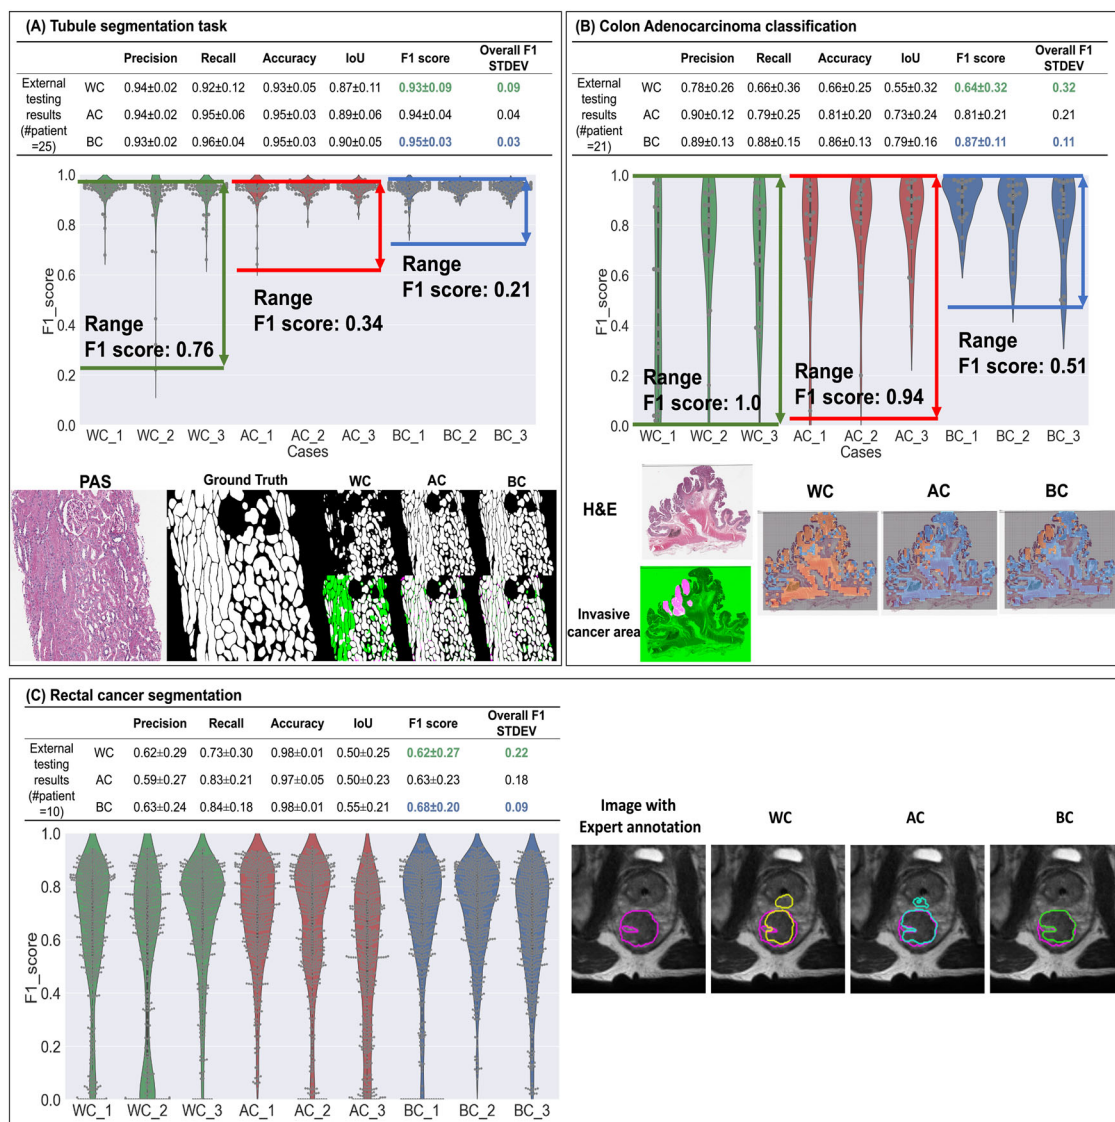 (A) Tubule segmentation task
Precision Recall Accuracy IoU F1 score Overall F1 STDEV
External testing results (#patient =25)
WC 0.94±0.02 0.92±0.12 0.93±0.05 0.87±0.11 0.93±0.09 0.09
AC 0.94±0.02 0.95±0.06 0.95±0.03 0.89±0.06 0.94±0.04 0.04
BC 0.93±0.02 0.96±0.04 0.95±0.03 0.90±0.05 0.95±0.03 0.03
F1_score
1.0
0.8
0.6
0.4
0.2
0.0
Range
F1 score: 0.76
Range
F1 score: 0.34
Range
F1 score: 0.21
WC_1 WC_2 WC_3 AC_1 AC_2 AC_3 BC_1 BC_2 BC_3
Cases
PAS Ground Truth WC AC BC
(B) Colon Adenocarcinoma classification
Precision Recall Accuracy IoU F1 score Overall F1 STDEV
External testing results (#patient =21)
WC 0.78±0.26 0.66±0.36 0.66±0.25 0.55±0.32 0.64±0.32 0.32
AC 0.90±0.12 0.79±0.25 0.81±0.20 0.73±0.24 0.81±0.21 0.21
BC 0.89±0.13 0.88±0.15 0.86±0.13 0.79±0.16 0.87±0.11 0.11
F1_score
1.0
0.8
0.6
0.4
0.2
0.0
Range
F1 score: 1.0
Range
F1 score: 0.94
Range
F1 score: 0.51
WC_1 WC_2 WC_3 AC_1 AC_2 AC_3 BC_1 BC_2 BC_3
Cases
H&E
Invasive
cancer area
WC AC BC
(C) Rectal cancer segmentation
Precision Recall Accuracy IoU F1 score Overall F1 STDEV
External testing results (#patient =10)
WC 0.62±0.29 0.73±0.30 0.98±0.01 0.50±0.25 0.62±0.27 0.22
AC 0.59±0.27 0.83±0.21 0.97±0.05 0.50±0.23 0.63±0.23 0.18
BC 0.63±0.24 0.84±0.18 0.98±0.01 0.55±0.21 0.68±0.20 0.09
F1_score
1.0
0.8
0.6
0.4
0.2
0.0
WC_1 WC_2 WC_3 AC_1 AC_2 AC_3 BC_1 BC_2 BC_3
Image with
Expert annotation
WC AC BC